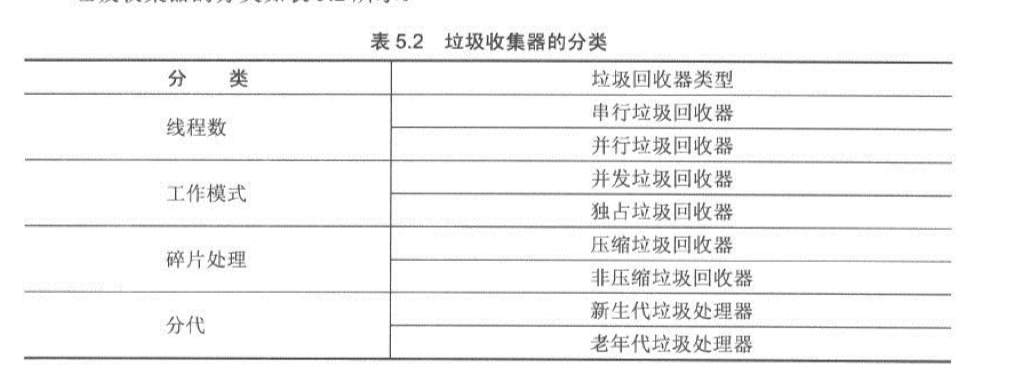 表 5.2 垃圾收集器的分类
分 类 垃圾回收器类型
线程数 串行垃圾回收器
并行垃圾回收器
工作模式 并发垃圾回收器
独占垃圾回收器
碎片处理 压缩垃圾回收器
非压缩垃圾回收器
分代 新生代垃圾处理器
老年代垃圾处理器